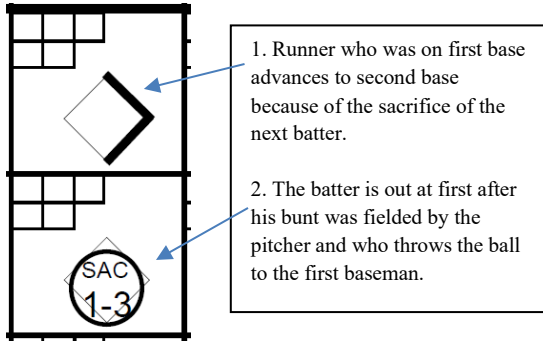 1. Runner who was on first base
advances to second base
because of the sacrifice of the
next batter.
2. The batter is out at first after
his bunt was fielded by the
pitcher and who throws the ball
to the first baseman.
SAC
1-3